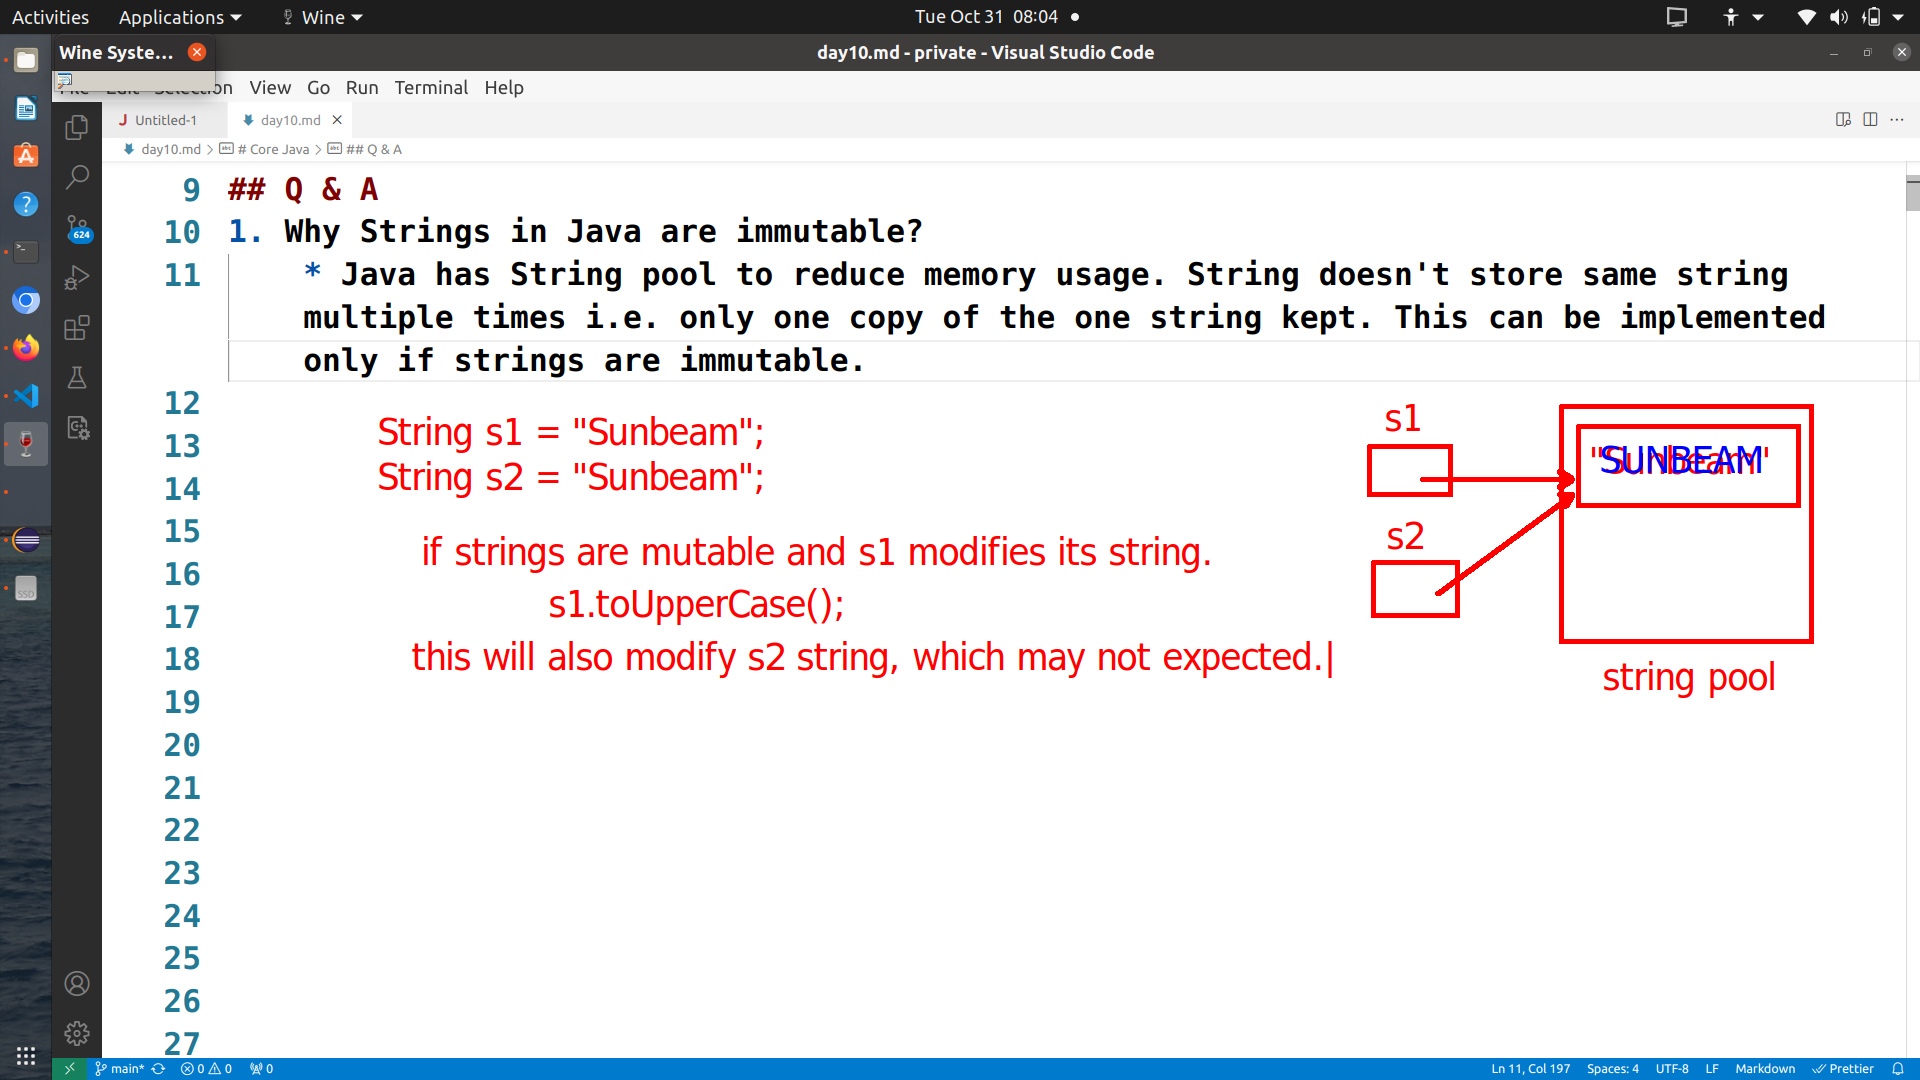 Activities Applications Wine Tue Oct 31 08:04
Wine Syste... day10.md - private - Visual Studio Code
View Go Run Terminal Help
J Untitled-1 day10.md
day10.md > # Core Java > ## Q & A
9 ## Q & A
10 1. Why Strings in Java are immutable?
11 * Java has String pool to reduce memory usage. String doesn't store same string
multiple times i.e. only one copy of the one string kept. This can be implemented
only if strings are immutable.
12
13
14
15
16
17
18
19
20
21
22
23
24
25
26
27
String s1 = "Sunbeam";
String s2 = "Sunbeam";
if strings are mutable and s1 modifies its string.
s1.toUpperCase();
this will also modify s2 string, which may not expected.
s1
s2
"Sunbeam"
SUNBEAM
string pool
624
SSD
main* 0 0 0 Ln 11, Col 197 Spaces: 4 UTF-8 LF Markdown Prettier